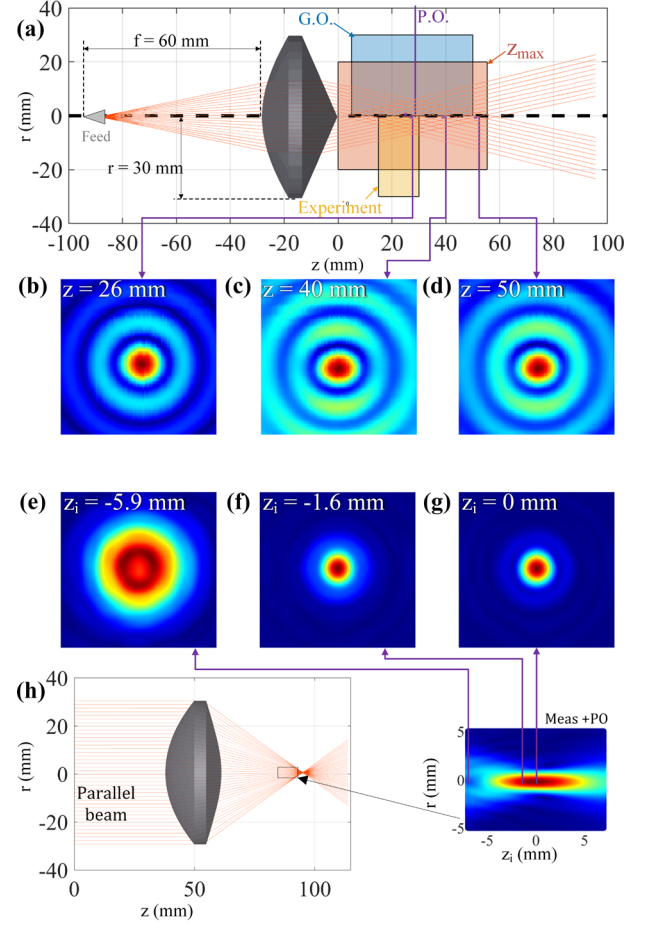 (a)
G.O.
P.O.
f = 60 mm
Zmax
Feed
r = 30 mm
Experiment
r (mm)
40
20
0
-20
-40
-100 -80 -60 -40 -20 0 20 40 60 80 100
z (mm)
(b) z = 26 mm
(c) z = 40 mm
(d) z = 50 mm
(e) zi = -5.9 mm
(f) zi = -1.6 mm
(g) zi = 0 mm
(h)
40
20
0
-20
-40
r (mm)
Parallel
beam
0 50 100
z (mm)
Meas +PO
5
0
-5
r (mm)
-5 0 5
zi (mm)